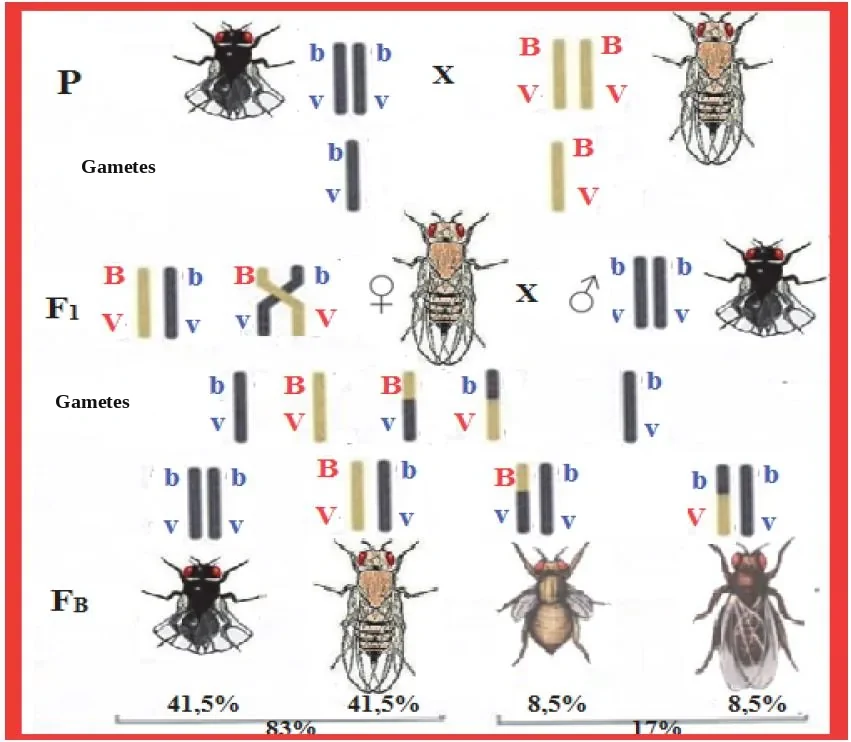 P b b X B B
v v V V
Gametes b B
v V
B b B b ♀ X ♂ b b
F1
V v v V v v
Gametes b B B b b
v V v V v
b b B b B b b b
v v V v v v V v
FB
41,5% 41,5% 8,5% 8,5%
83% 17%